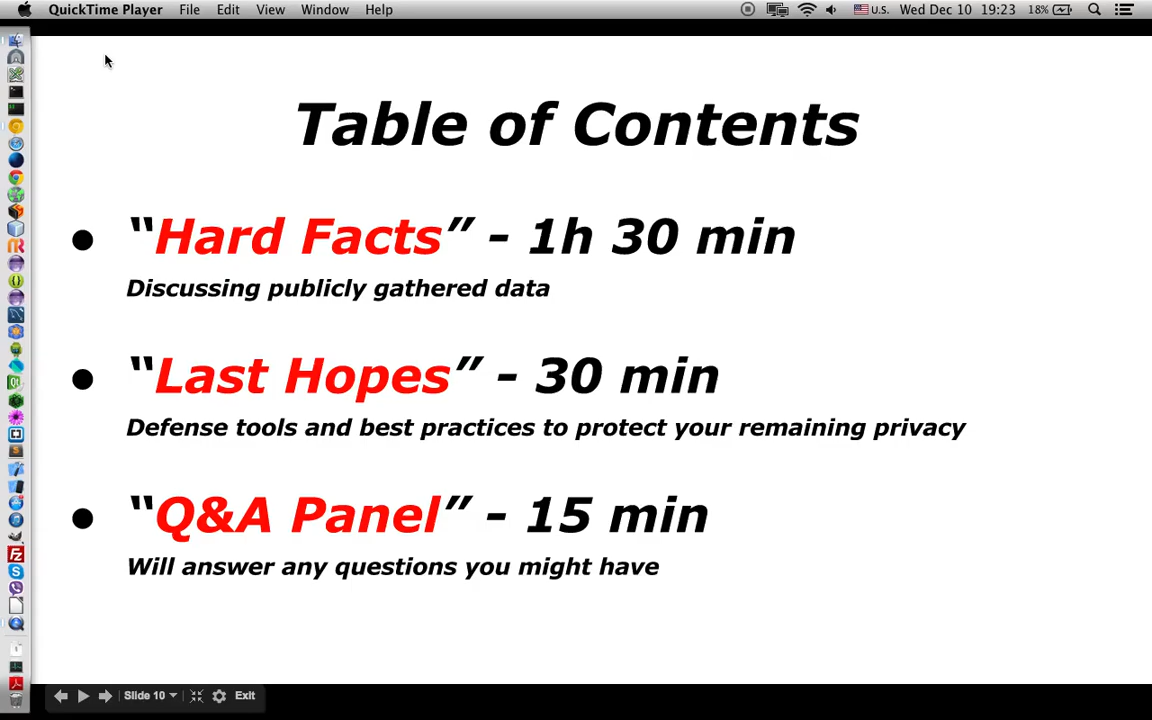 QuickTime Player File Edit View Window Help U.S. Wed Dec 10 19:23 18%
Table of Contents
● “Hard Facts” - 1h 30 min
Discussing publicly gathered data
● “Last Hopes” - 30 min
Defense tools and best practices to protect your remaining privacy
● “Q&A Panel” - 15 min
Will answer any questions you might have
Slide 10 Exit